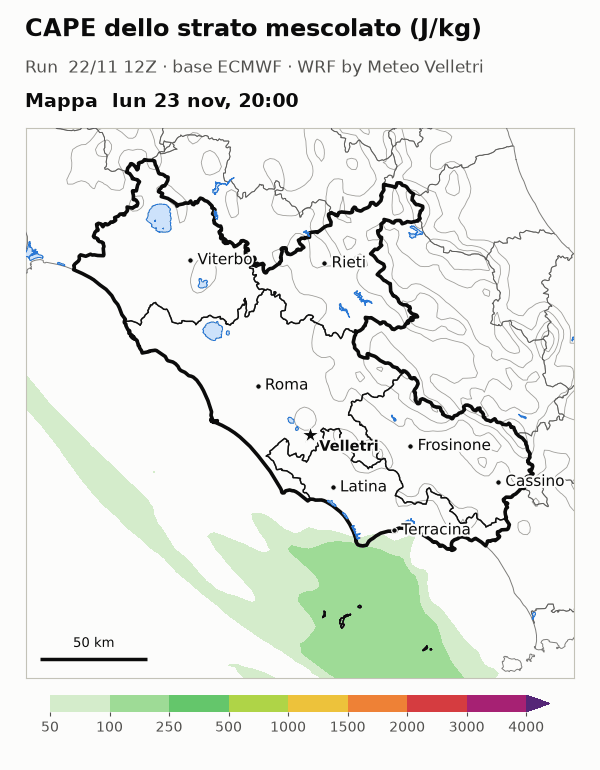 CAPE dello strato mescolato (J/kg)
Run 22/11 12Z · base ECMWF · WRF by Meteo Velletri
Mappa lun 23 nov, 20:00
Viterbo
Rieti
Roma
Velletri
Frosinone
Latina
Cassino
Terracina
50 km
50 100 250 500 1000 1500 2000 3000 4000